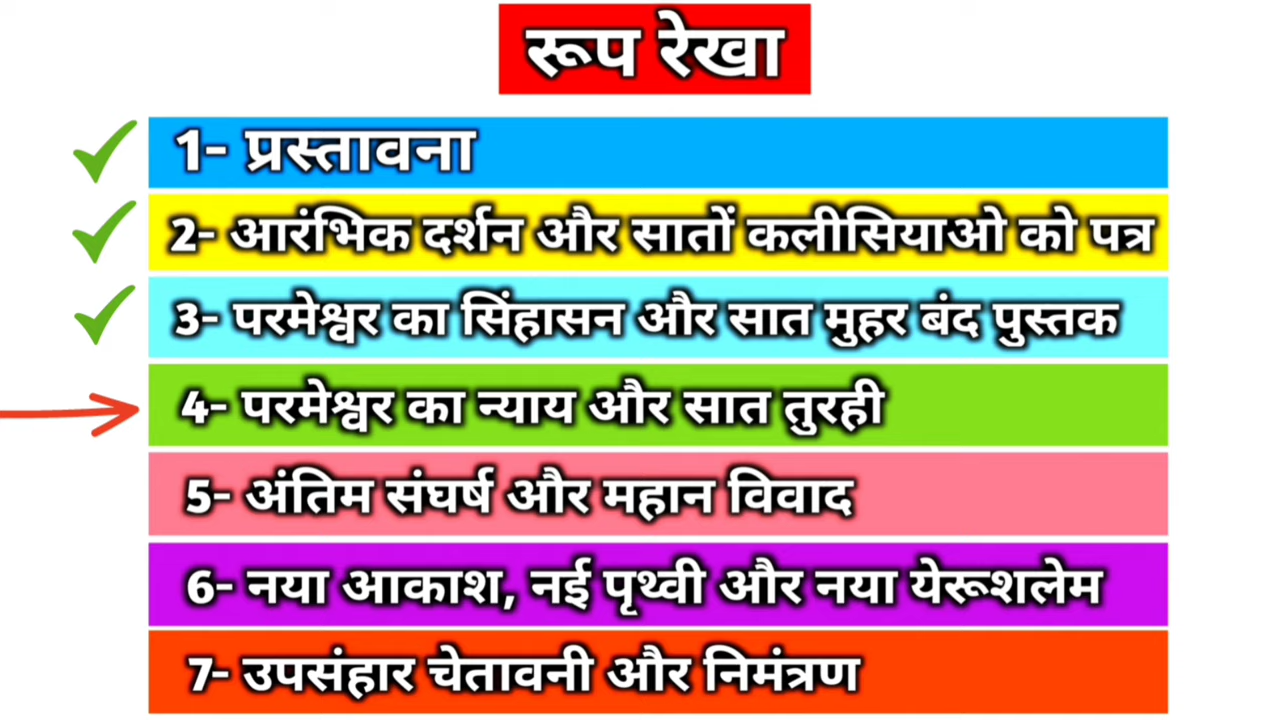 रूप रेखा
1- प्रस्तावना
2- आरंभिक दर्शन और सातों कलीसियाओ को पत्र
3- परमेश्वर का सिंहासन और सात मुहर बंद पुस्तक
4- परमेश्वर का न्याय और सात तुरही
5- अंतिम संघर्ष और महान विवाद
6- नया आकाश, नई पृथ्वी और नया येरूशलेम
7- उपसंहार चेतावनी और निमंत्रण